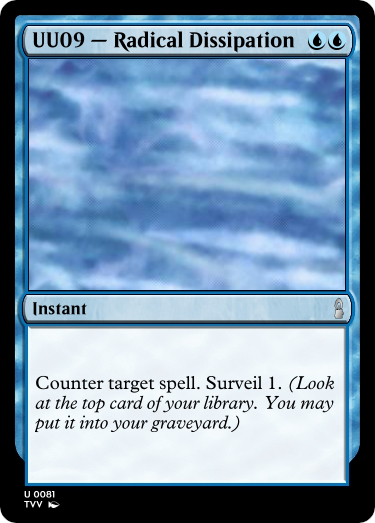 UU09 — Radical Dissipation
Instant
Counter target spell. Surveil 1. (Look
at the top card of your library. You may
put it into your graveyard.)
U 0081
TVV